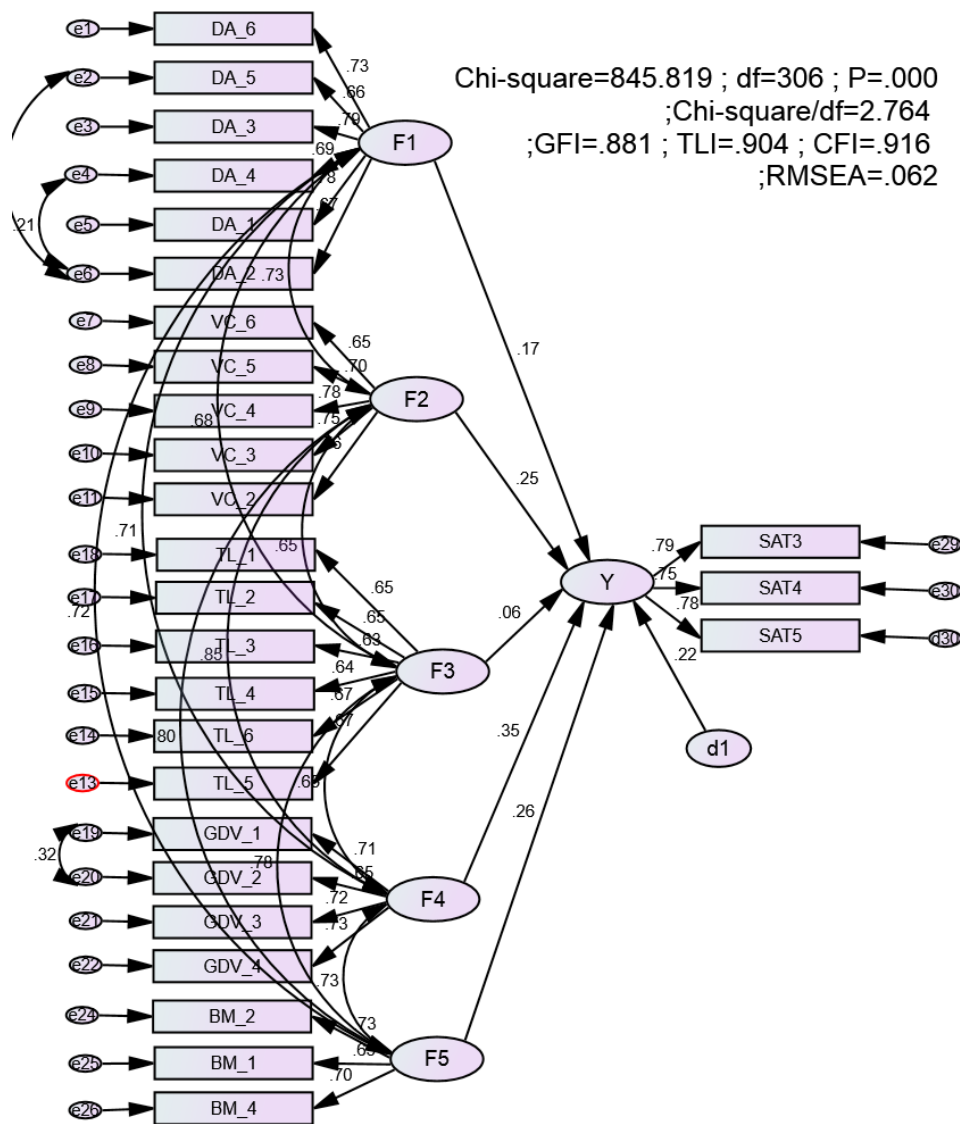 Chi-square=845.819 ; df=306 ; P=.000
;Chi-square/df=2.764
;GFI=.881 ; TLI=.904 ; CFI=.916
;RMSEA=.062
e1 DA_6
.73
e2 DA_5
.66
e3 DA_3
.79
F1
.69
e4 DA_4
.67
.21
e5 DA_1
e6 DA_2
.73
e7 VC_6
.65
.17
e8 VC_5
.70
e9 VC_4
.78
F2
.68
.75
e10 VC_3
.25
e11 VC_2
.71
e18 TL_1
.65
.79
SAT3
e29
.65
Y
.75
SAT4
e30
e17 TL_2
.65
.72
.06
.78
SAT5
d30
e16 TL_3
.63
.85
.22
F3
e15 TL_4
.64
.67
e14 TL_6
80
.67
.35
d1
e13 TL_5
.26
e19 GDV_1
.71
.32
.78
e20 GDV_2
.65
.72
F4
e21 GDV_3
.73
e22 GDV_4
.73
e24 BM_2
.73
e25 BM_1
F5
.70
e26 BM_4